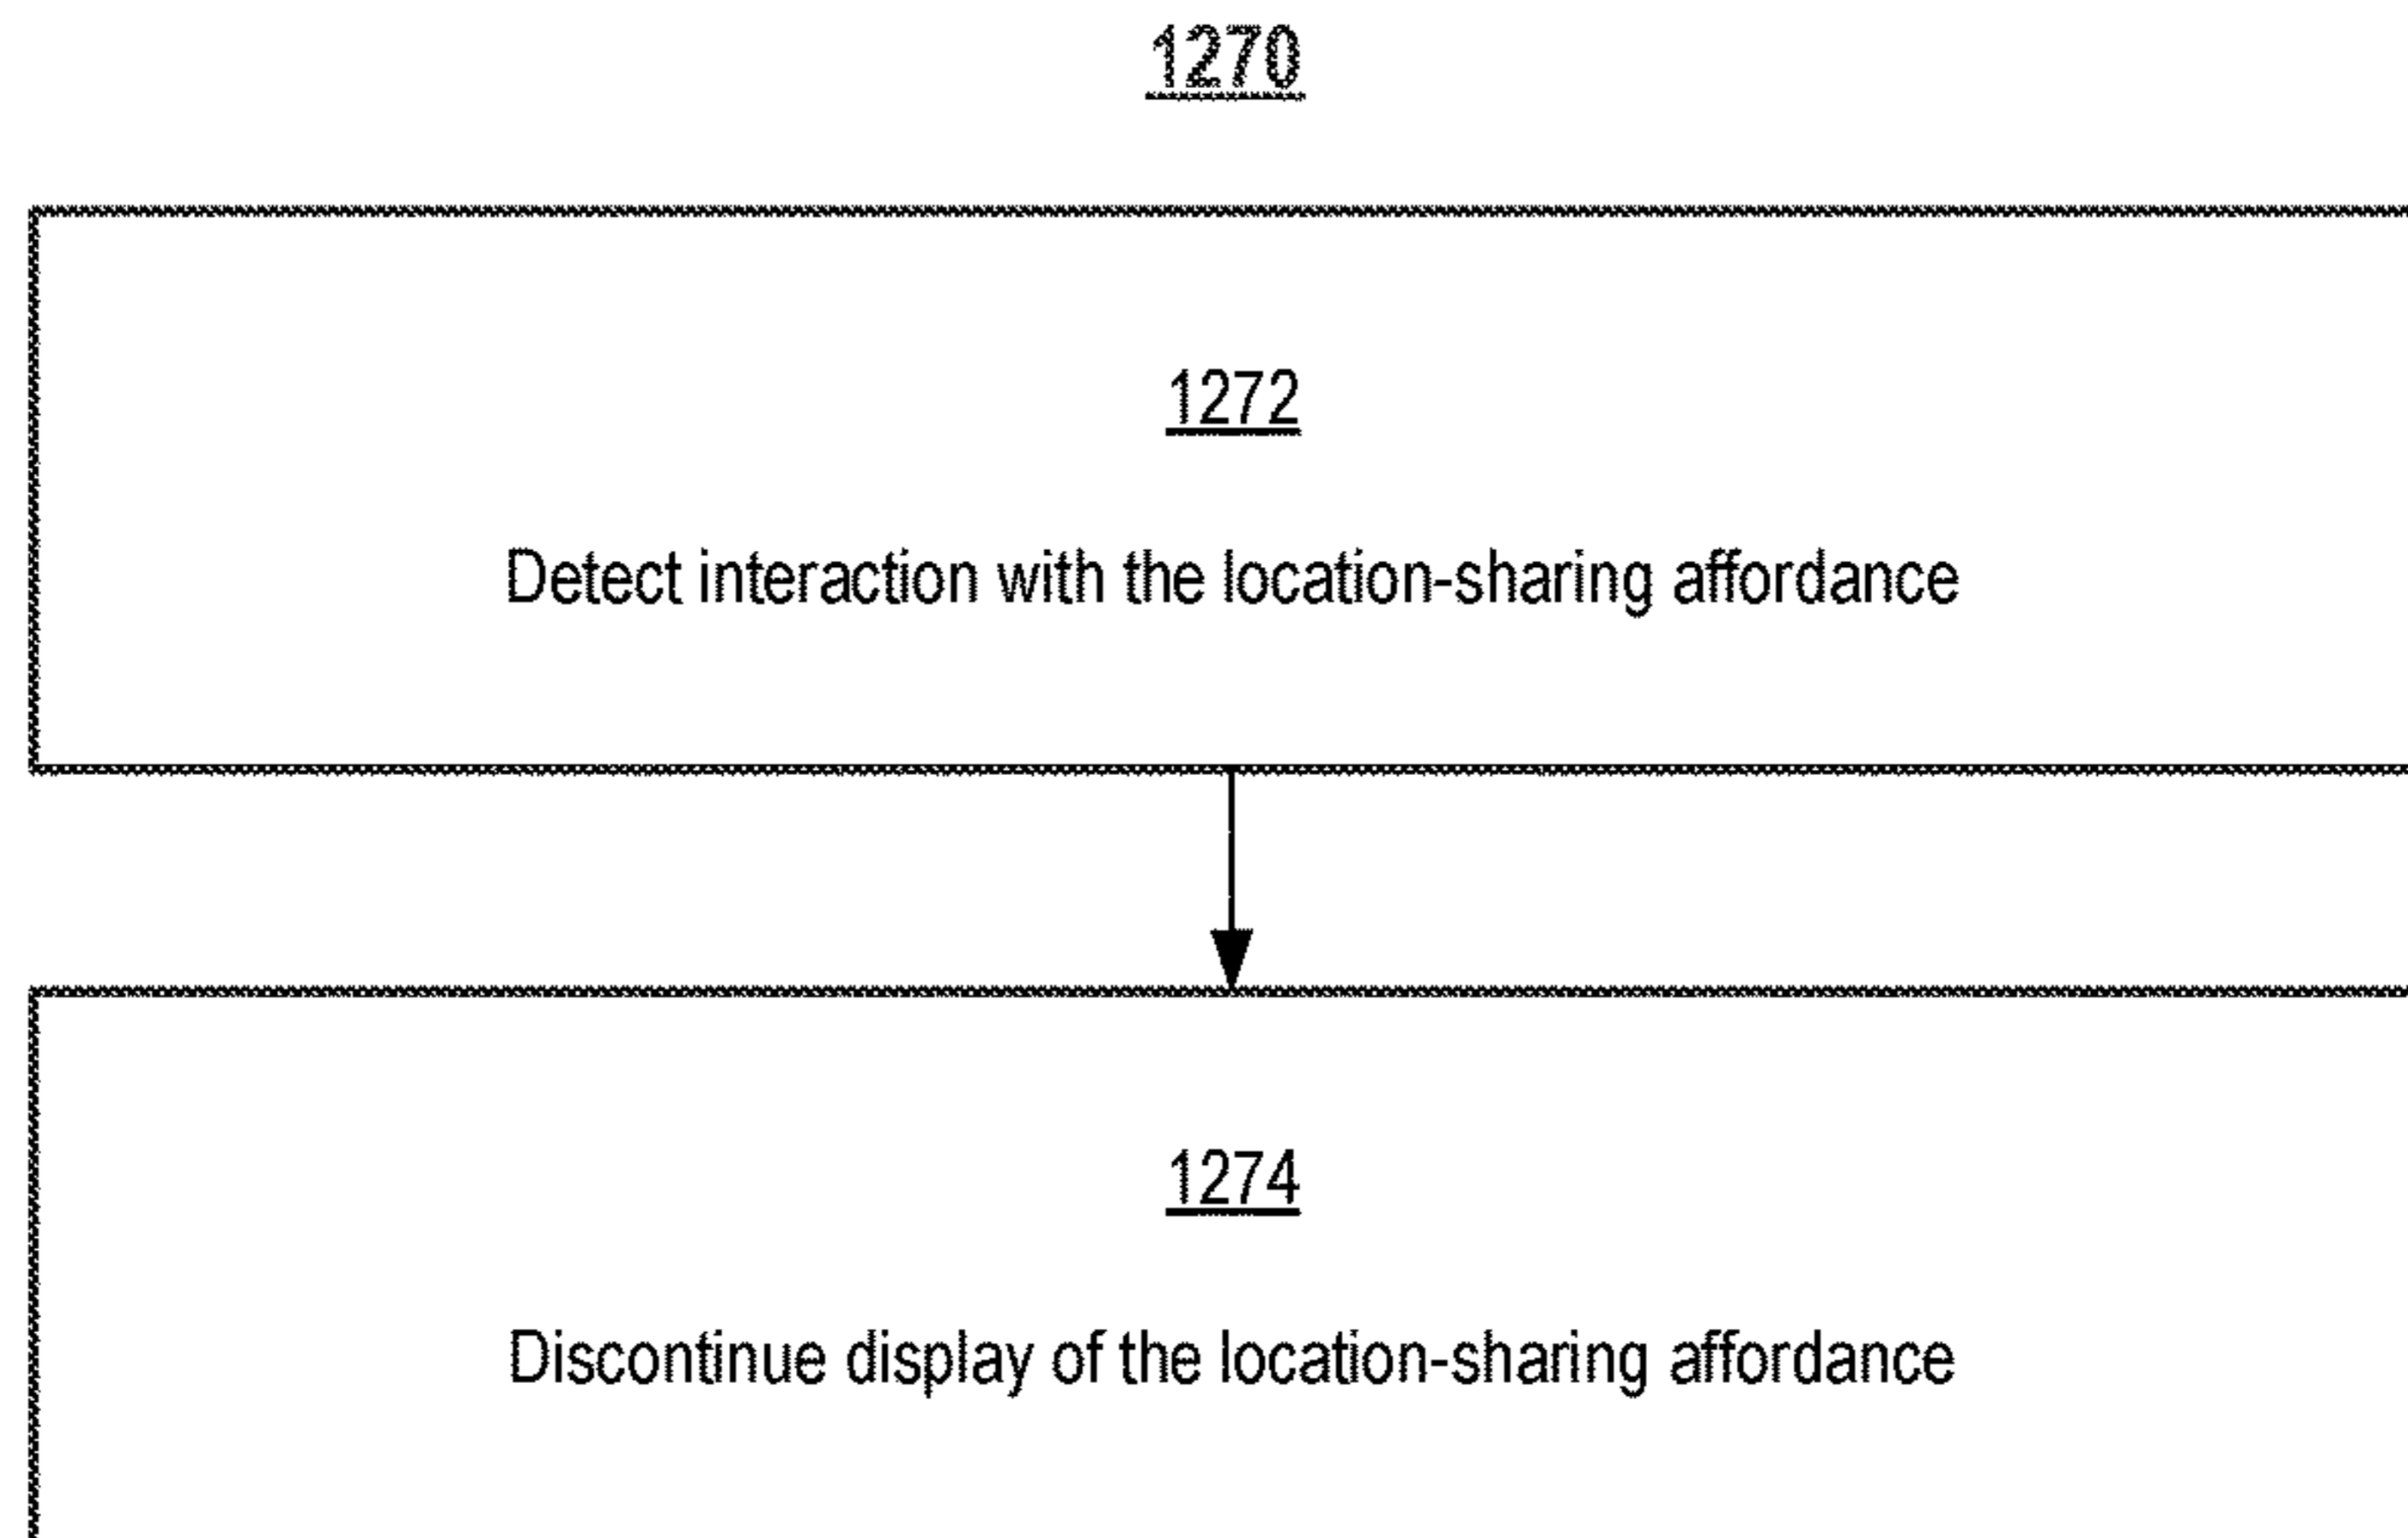 1270
1272
Detect interaction with the location-sharing affordance
1274
Discontinue display of the location-sharing affordance